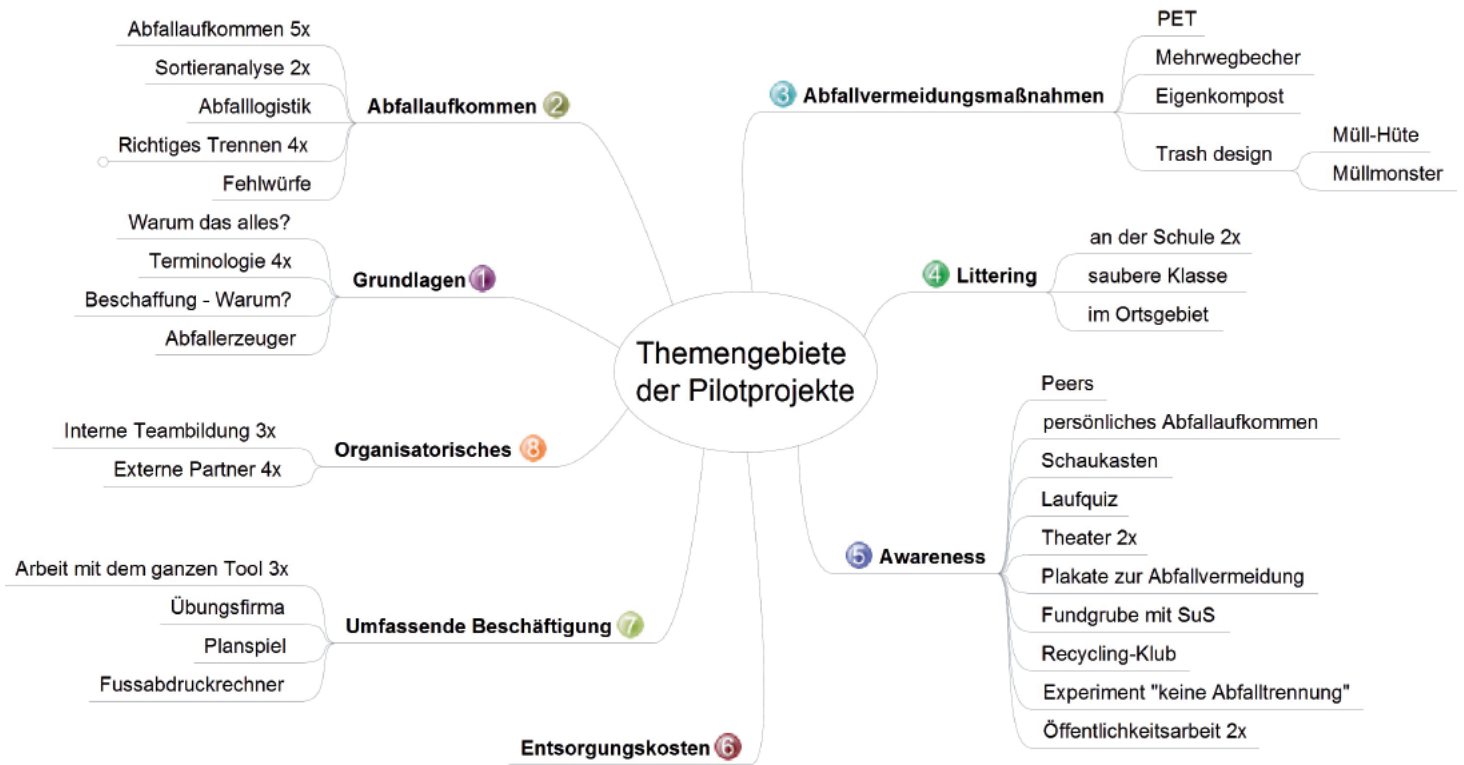 Themengebiete
der Pilotprojekte
Grundlagen 1
Warum das alles?
Terminologie 4x
Beschaffung - Warum?
Abfallerzeuger
Abfallaufkommen 2
Abfallaufkommen 5x
Sortieranalyse 2x
Abfalllogistik
Richtiges Trennen 4x
Fehlwürfe
3 Abfallvermeidungsmaßnahmen
PET
Mehrwegbecher
Eigenkompost
Trash design
Müll-Hüte
Müllmonster
4 Littering
an der Schule 2x
saubere Klasse
im Ortsgebiet
5 Awareness
Peers
persönliches Abfallaufkommen
Schaukasten
Laufquiz
Theater 2x
Plakate zur Abfallvermeidung
Fundgrube mit SuS
Recycling-Klub
Experiment "keine Abfalltrennung"
Öffentlichkeitsarbeit 2x
Entsorgungskosten 6
Umfassende Beschäftigung 7
Arbeit mit dem ganzen Tool 3x
Übungsfirma
Planspiel
Fussabdruckrechner
Organisatorisches 8
Interne Teambildung 3x
Externe Partner 4x